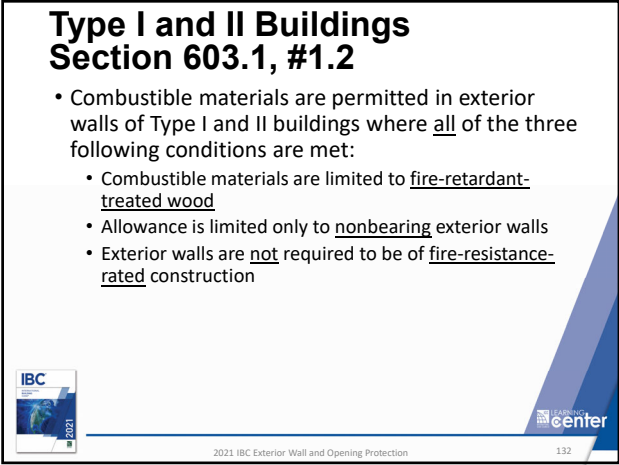 Type I and II Buildings
Section 603.1, #1.2
• Combustible materials are permitted in exterior
walls of Type I and II buildings where all of the three
following conditions are met:
• Combustible materials are limited to fire-retardant-
treated wood
• Allowance is limited only to nonbearing exterior walls
• Exterior walls are not required to be of fire-resistance-
rated construction
IBC
2021
LEARNING
center
2021 IBC Exterior Wall and Opening Protection
132